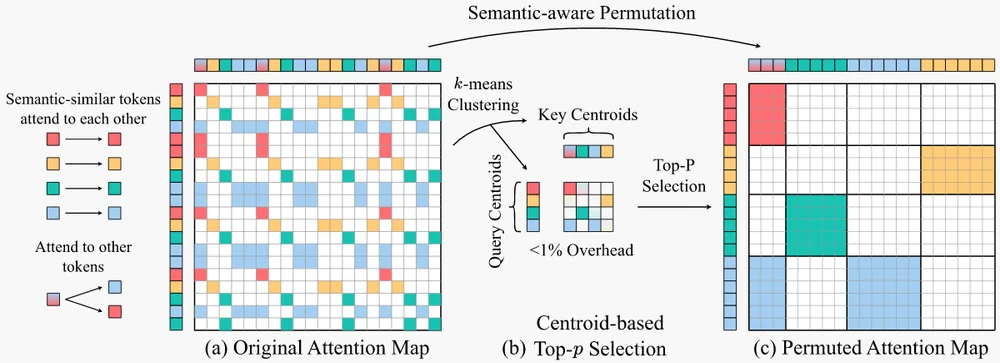 Semantic-aware Permutation
Semantic-similar tokens
attend to each other
Attend to other
tokens
k-means
Clustering
Key Centroids
Query Centroids
<1% Overhead
Top-P
Selection
(a) Original Attention Map
(b)
Centroid-based
Top-p Selection
(c) Permuted Attention Map